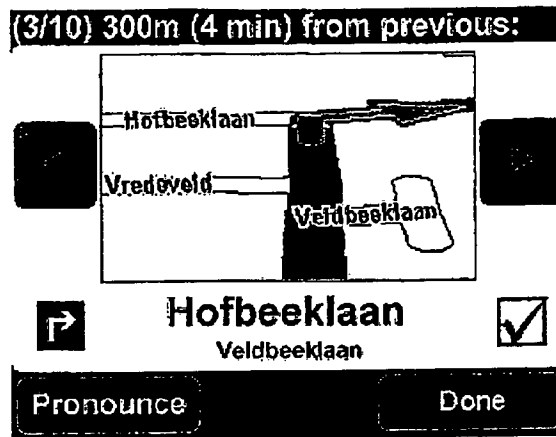 (3/10) 300m (4 min) from previous:
Hofbeeklaan
Vredeveld
Veldbeeklaan
Hofbeeklaan
Veldbeeklaan
Pronounce
Done